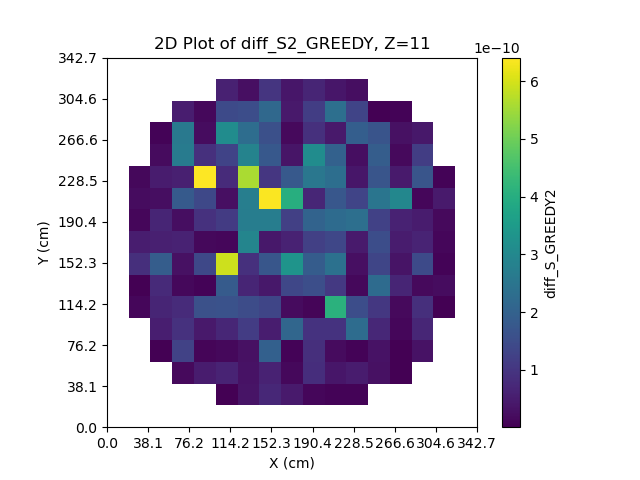 2D Plot of diff_S2_GREEDY, Z=11
1e−10
342.7
304.6
266.6
228.5
190.4
152.3
114.2
76.2
38.1
0.0
Y (cm)
0.0 38.1 76.2 114.2 152.3 190.4 228.5 266.6 304.6 342.7
X (cm)
6
5
4
3
2
1
diff_S_GREEDY2